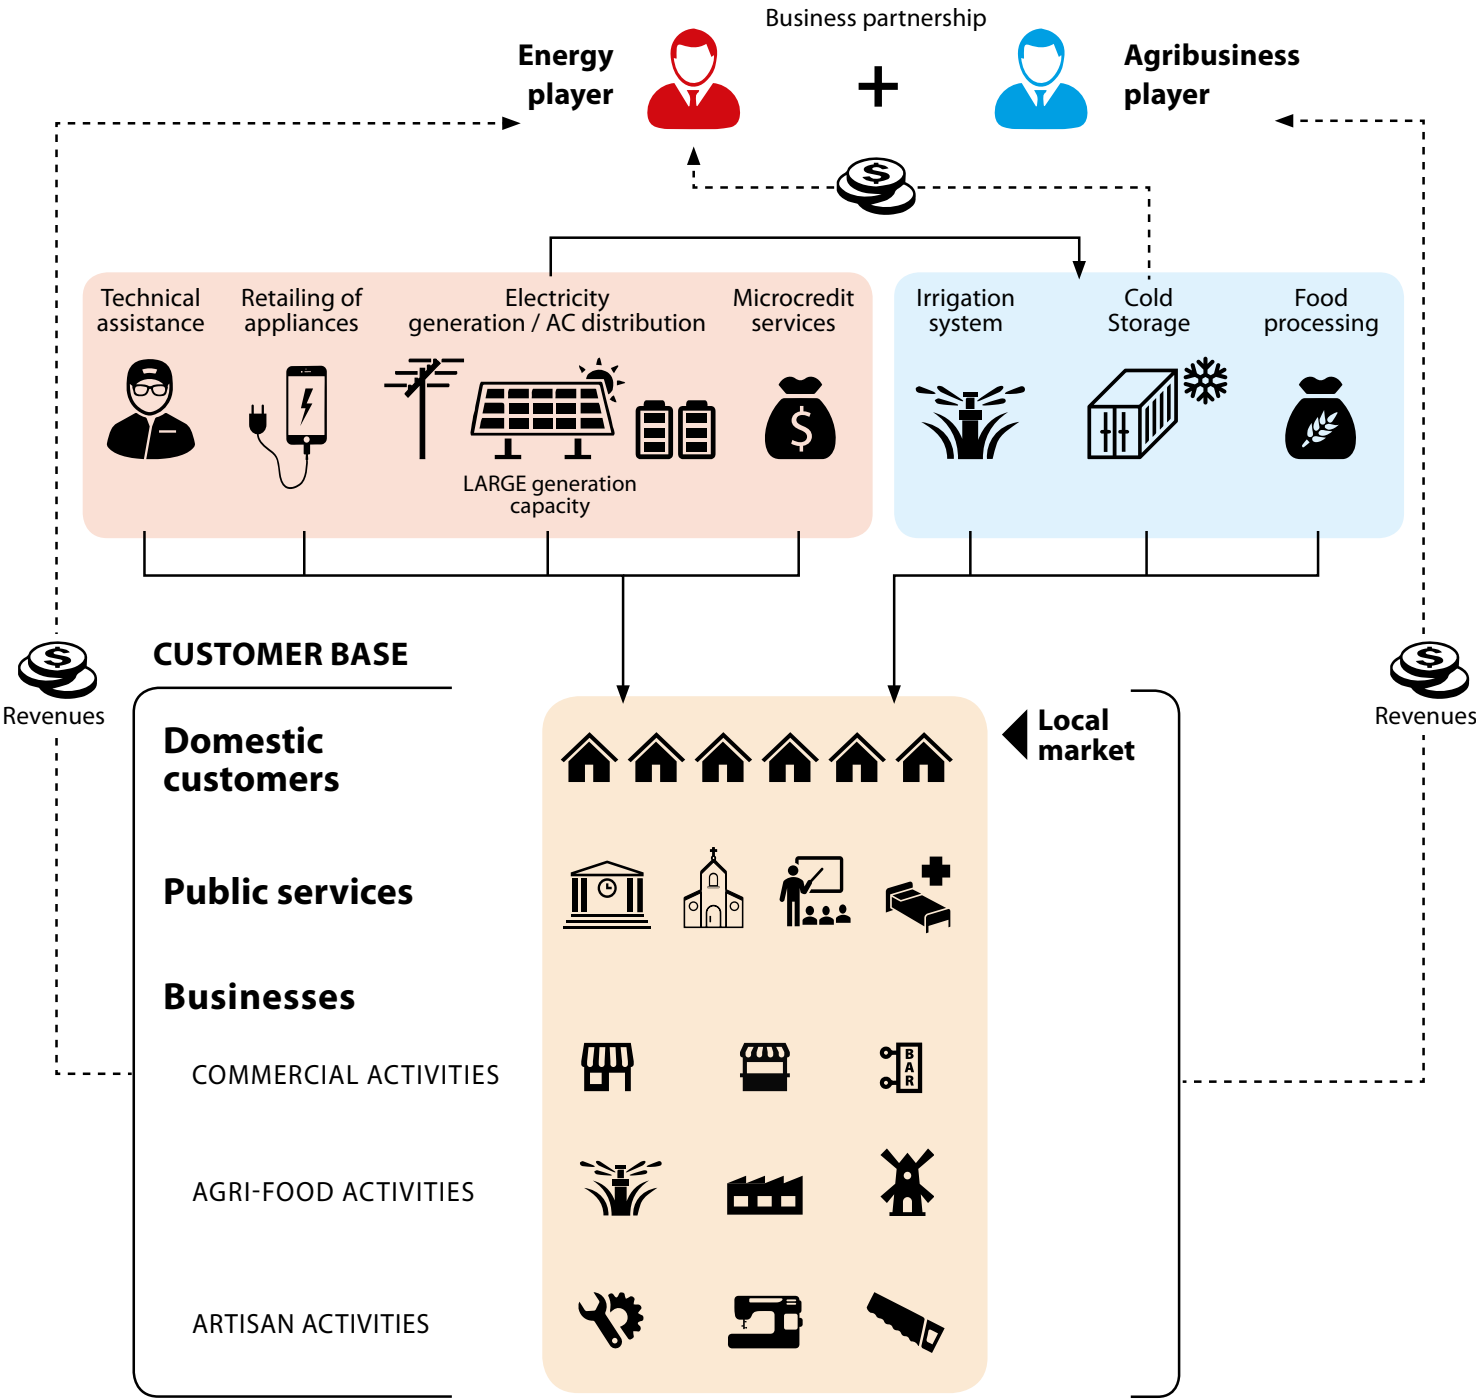 Business partnership
Energy
player
Agribusiness
player
Technical
assistance
Retailing of
appliances
Electricity
generation / AC distribution
Microcredit
services
LARGE generation
capacity
Irrigation
system
Cold
Storage
Food
processing
Revenues
Revenues
CUSTOMER BASE
Domestic
customers
Local
market
Public services
Businesses
COMMERCIAL ACTIVITIES
BAR
AGRI-FOOD ACTIVITIES
ARTISAN ACTIVITIES